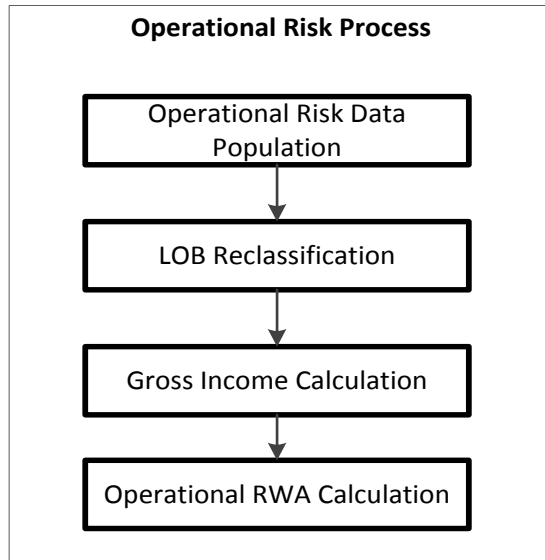 Operational Risk Process
Operational Risk Data
Population
LOB Reclassification
Gross Income Calculation
Operational RWA Calculation